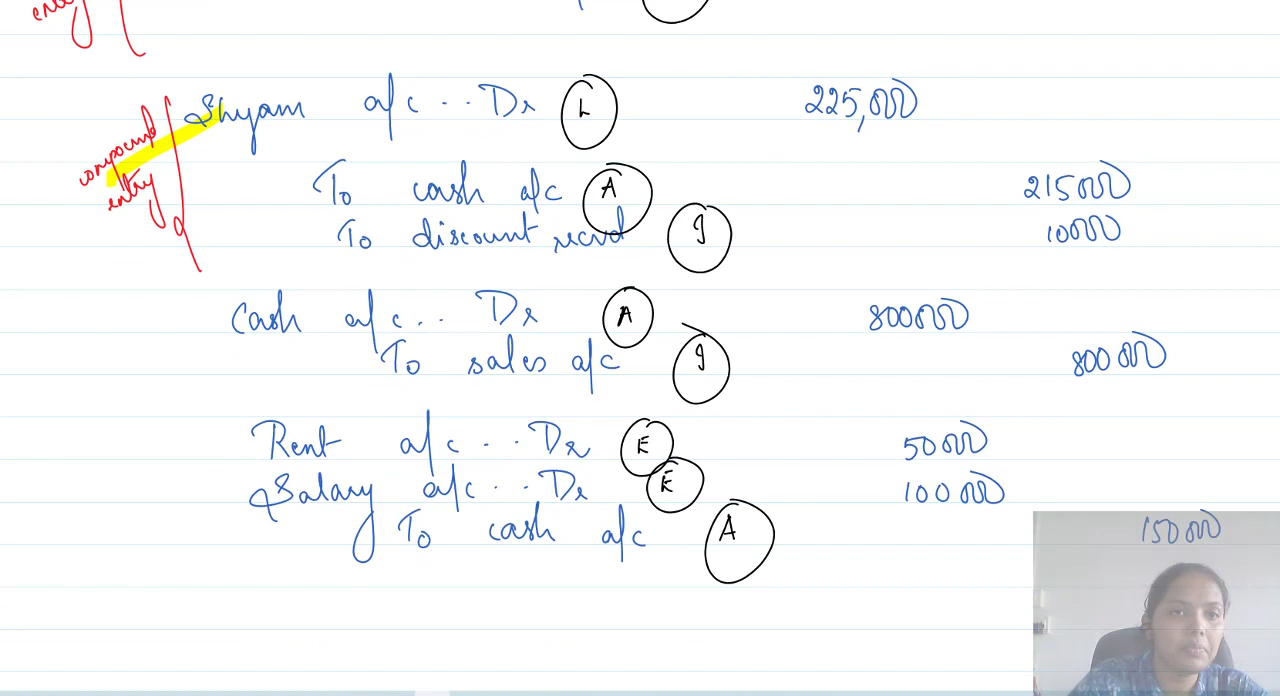 entry
compound entry
Shyam a/c .. Dr L 225,000
To cash a/c A 215000
To discount recvd I 10000
Cash a/c .. Dr A 800000
To sales a/c I 800000
Rent a/c .. Dr E 50000
Salary a/c .. Dr E 100000
To cash a/c A 150000